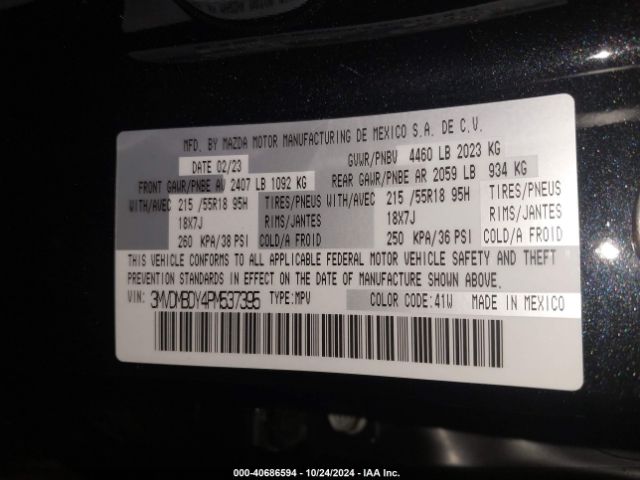 MFD. BY MAZDA MOTOR MANUFACTURING DE MEXICO S.A. DE C.V.
DATE 02/23 GVWR/PNBV 4460 LB 2023 KG
FRONT GAWR/PNBE AV 2407 LB 1092 KG REAR GAWR/PNBE AR 2059 LB 934 KG
WITH/AVEC 215 /55R18 95H TIRES/PNEUS WITH/AVEC 215 /55R18 95H TIRES/PNEUS
18X7J RIMS/JANTES 18X7J RIMS/JANTES
260 KPA/38 PSI COLD/A FROID 250 KPA/36 PSI COLD/A FROID
THIS VEHICLE CONFORMS TO ALL APPLICABLE FEDERAL MOTOR VEHICLE SAFETY AND THEFT
PREVENTION STANDARDS IN EFFECT ON THE DATE OF MANUFACTURE SHOWN ABOVE.
VIN: 3MVDMBDY4PM537395 TYPE:MPV COLOR CODE:41W MADE IN MEXICO
000-40686594 - 10/24/2024 - IAA Inc.